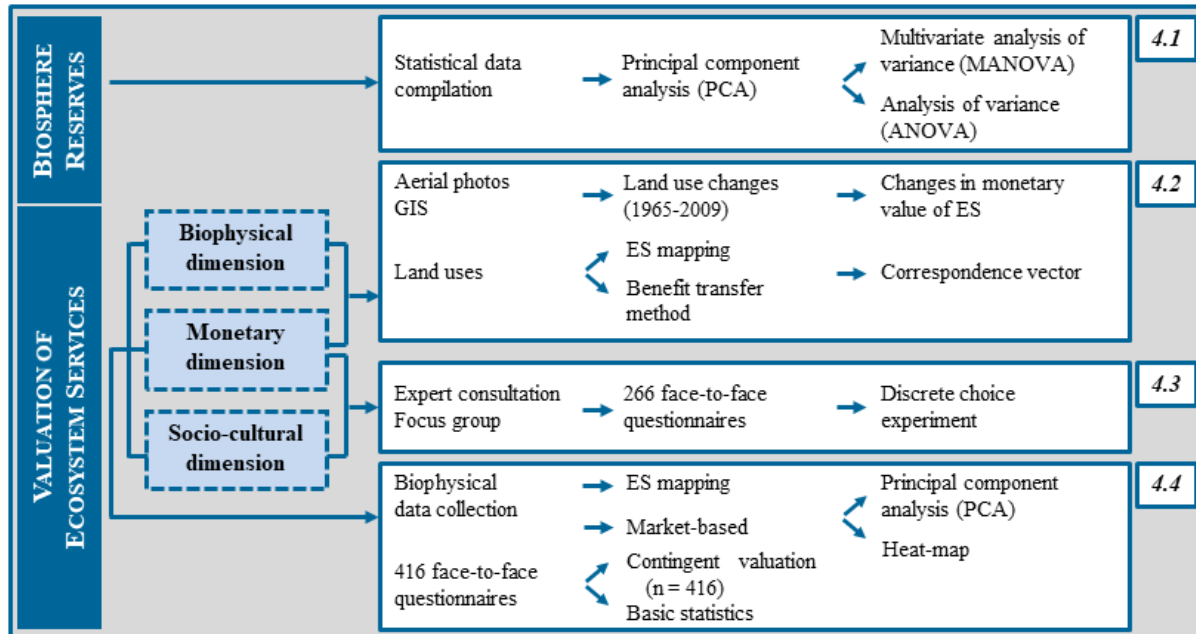 BIOSPHERE
RESERVES
Statistical data
compilation
Principal component
analysis (PCA)
Multivariate analysis of
variance (MANOVA)
Analysis of variance
(ANOVA)
4.1
VALUATION OF
ECOSYSTEM SERVICES
Biophysical
dimension
Monetary
dimension
Socio-cultural
dimension
Aerial photos
GIS
Land use changes
(1965-2009)
Changes in monetary
value of ES
Land uses
ES mapping
Benefit transfer
method
Correspondence vector
4.2
Expert consultation
Focus group
266 face-to-face
questionnaires
Discrete choice
experiment
4.3
Biophysical
data collection
ES mapping
Market-based
Principal component
analysis (PCA)
Heat-map
416 face-to-face
questionnaires
Contingent valuation
(n = 416)
Basic statistics
4.4